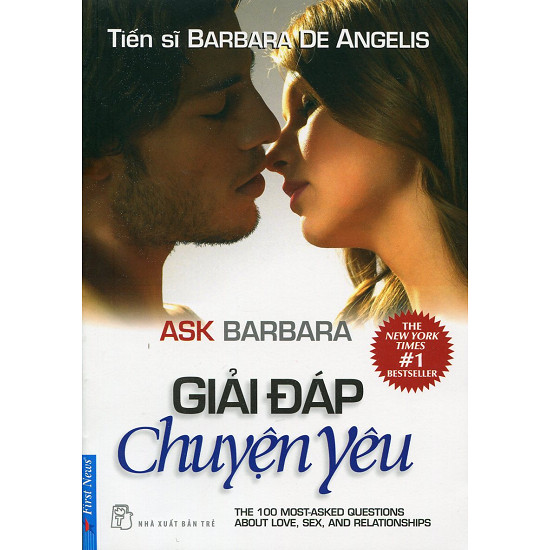 Tiến sĩ BARBARA DE ANGELIS
ASK BARBARA
THE
NEW YORK
TIMES
#1
BESTSELLER
GIẢI ĐÁP
Chuyện Yêu
First News
NHÀ XUẤT BẢN TRẺ
THE 100 MOST-ASKED QUESTIONS
ABOUT LOVE, SEX, AND RELATIONSHIPS